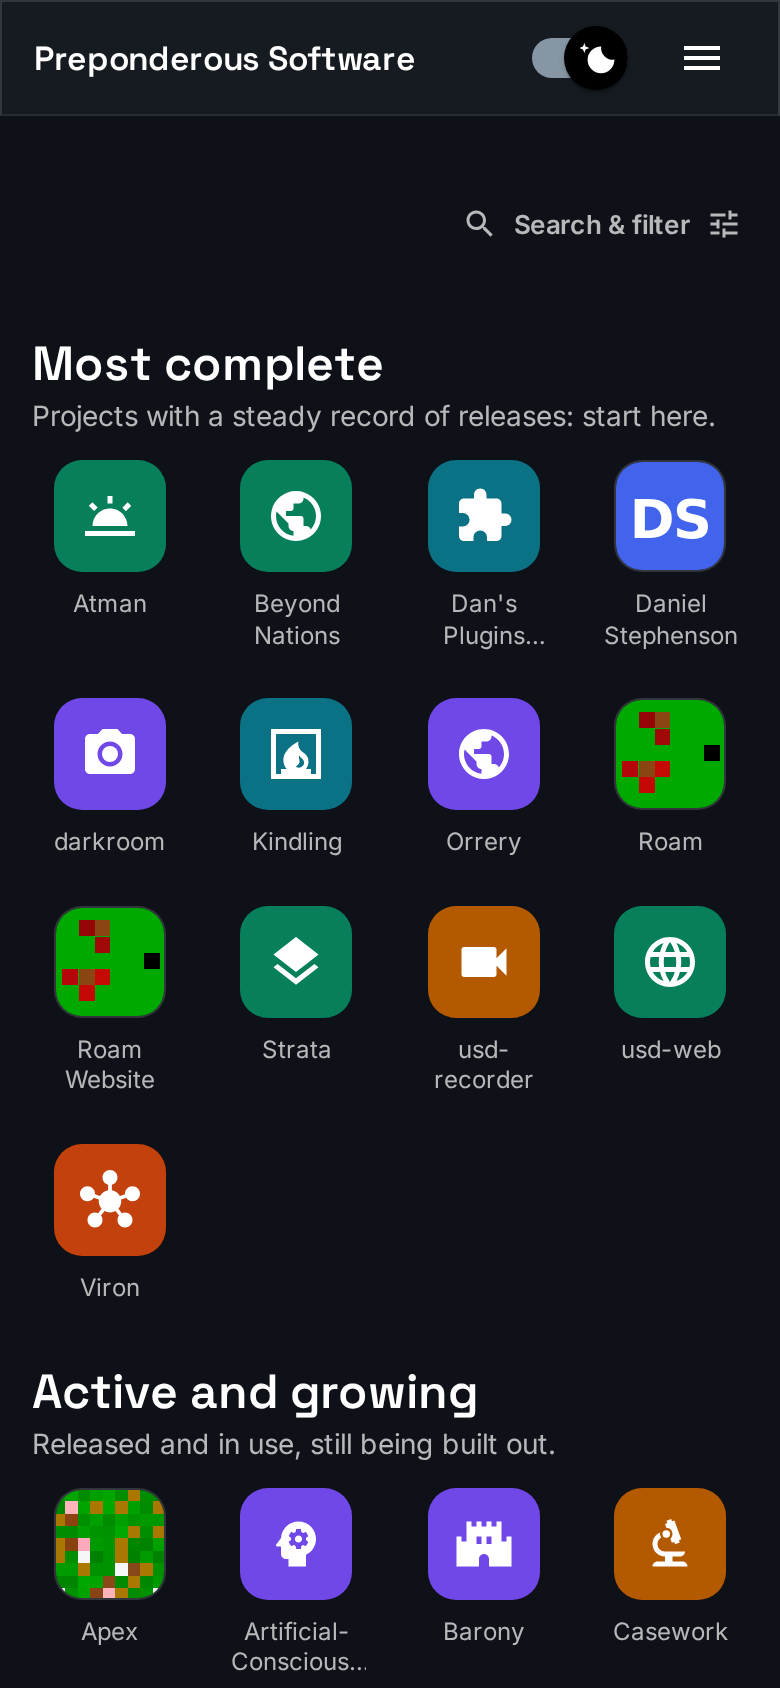 Preponderous Software
Search & filter
Most complete
Projects with a steady record of releases: start here.
Atman
Beyond
Nations
Dan's
Plugins...
DS
Daniel
Stephenson
darkroom
Kindling
Orrery
Roam
Roam
Website
Strata
usd-
recorder
usd-web
Viron
Active and growing
Released and in use, still being built out.
Apex
Artificial-
Conscious...
Barony
Casework